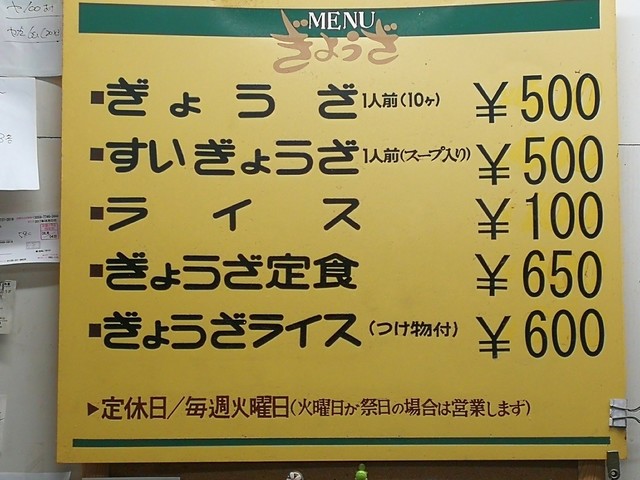 MENU
ぎょうざ
■ぎょうざ 1人前(10ヶ) ¥500
■すいぎょうざ 1人前(スープ入り) ¥500
■ライス ¥100
■ぎょうざ定食 ¥650
■ぎょうざライス (つけ物付) ¥600
▶定休日/毎週火曜日(火曜日が祭日の場合は営業します)